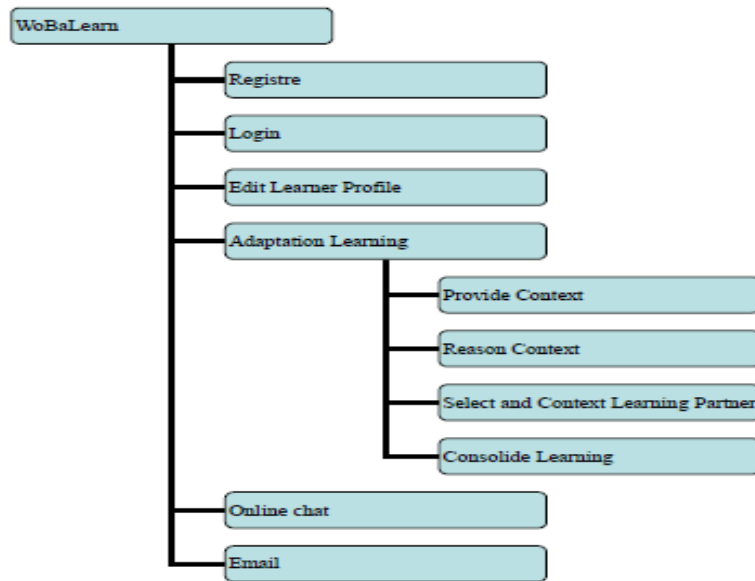 WoBaLearn
Registre
Login
Edit Learner Profile
Adaptation Learning
Provide Context
Reason Context
Select and Context Learning Partner
Consolide Learning
Online chat
Email